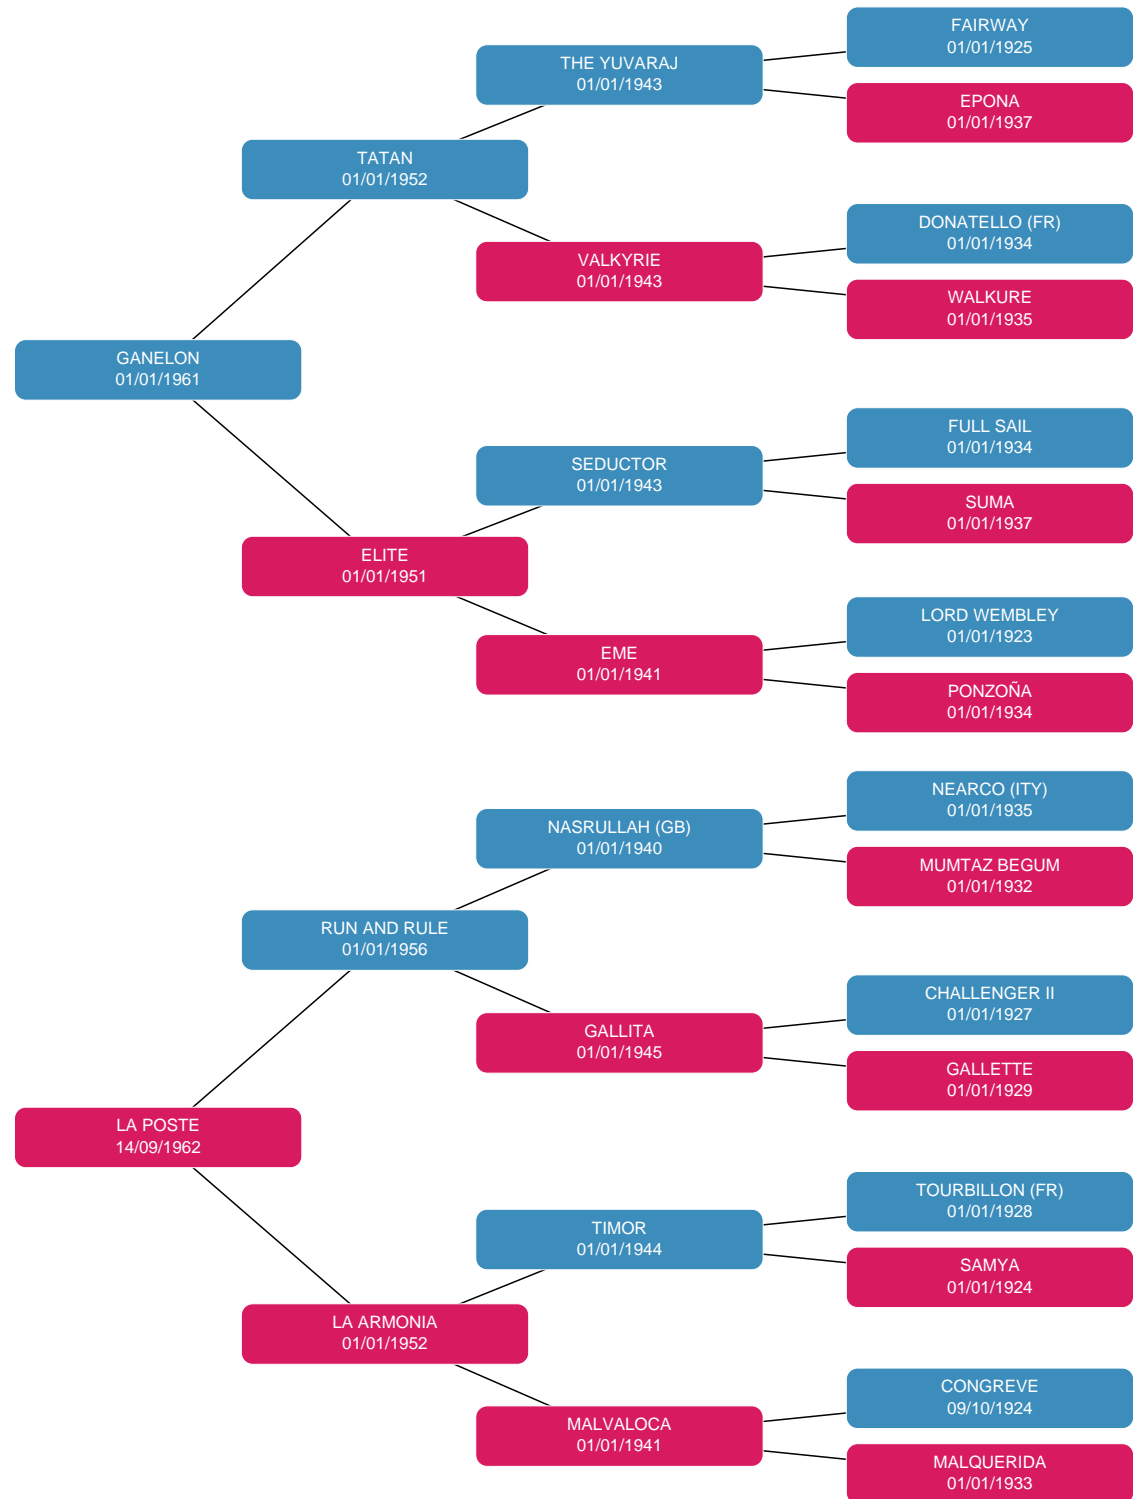 FAIRWAY
01/01/1925
THE YUVARAJ
01/01/1943
EPONA
01/01/1937
TATAN
01/01/1952
DONATELLO (FR)
01/01/1934
VALKYRIE
01/01/1943
WALKURE
01/01/1935
GANELON
01/01/1961
FULL SAIL
01/01/1934
SEDUCTOR
01/01/1943
SUMA
01/01/1937
ELITE
01/01/1951
LORD WEMBLEY
01/01/1923
EME
01/01/1941
PONZOÑA
01/01/1934
NEARCO (ITY)
01/01/1935
NASRULLAH (GB)
01/01/1940
MUMTAZ BEGUM
01/01/1932
RUN AND RULE
01/01/1956
CHALLENGER II
01/01/1927
GALLITA
01/01/1945
GALLETTE
01/01/1929
LA POSTE
14/09/1962
TOURBILLON (FR)
01/01/1928
TIMOR
01/01/1944
SAMYA
01/01/1924
LA ARMONIA
01/01/1952
CONGREVE
09/10/1924
MALVALOCA
01/01/1941
MALQUERIDA
01/01/1933